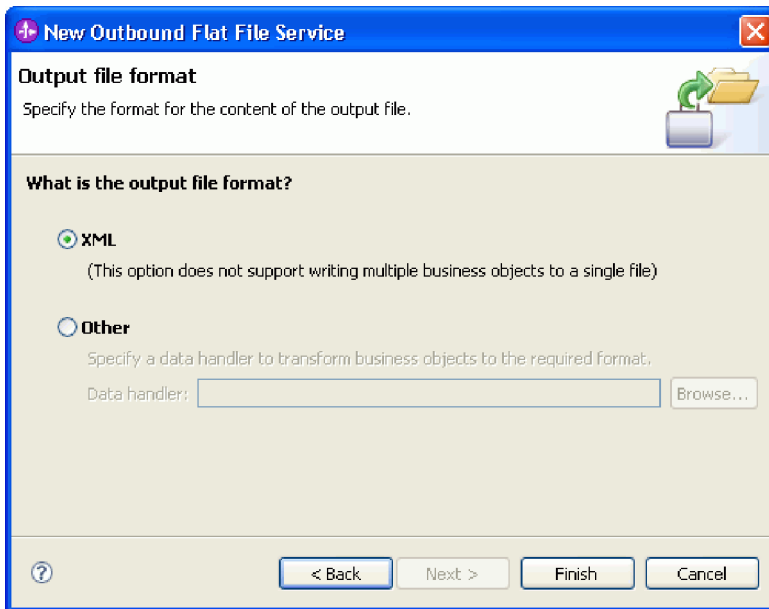 New Outbound Flat File Service
Output file format
Specify the format for the content of the output file.
What is the output file format?
XML
(This option does not support writing multiple business objects to a single file)
Other
Specify a data handler to transform business objects to the required format.
Data handler:
Browse...
?
< Back
Next >
Finish
Cancel